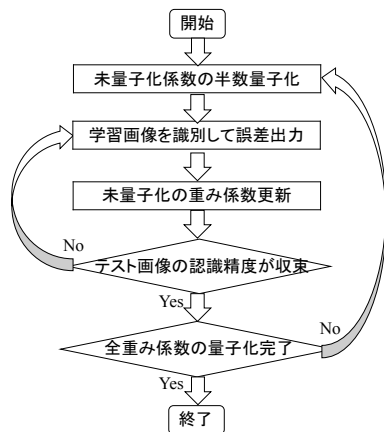 開始
未量子化係数の半数量子化
学習画像を識別して誤差出力
未量子化の重み係数更新
No
テスト画像の認識精度が収束
Yes
No
全重み係数の量子化完了
Yes
終了